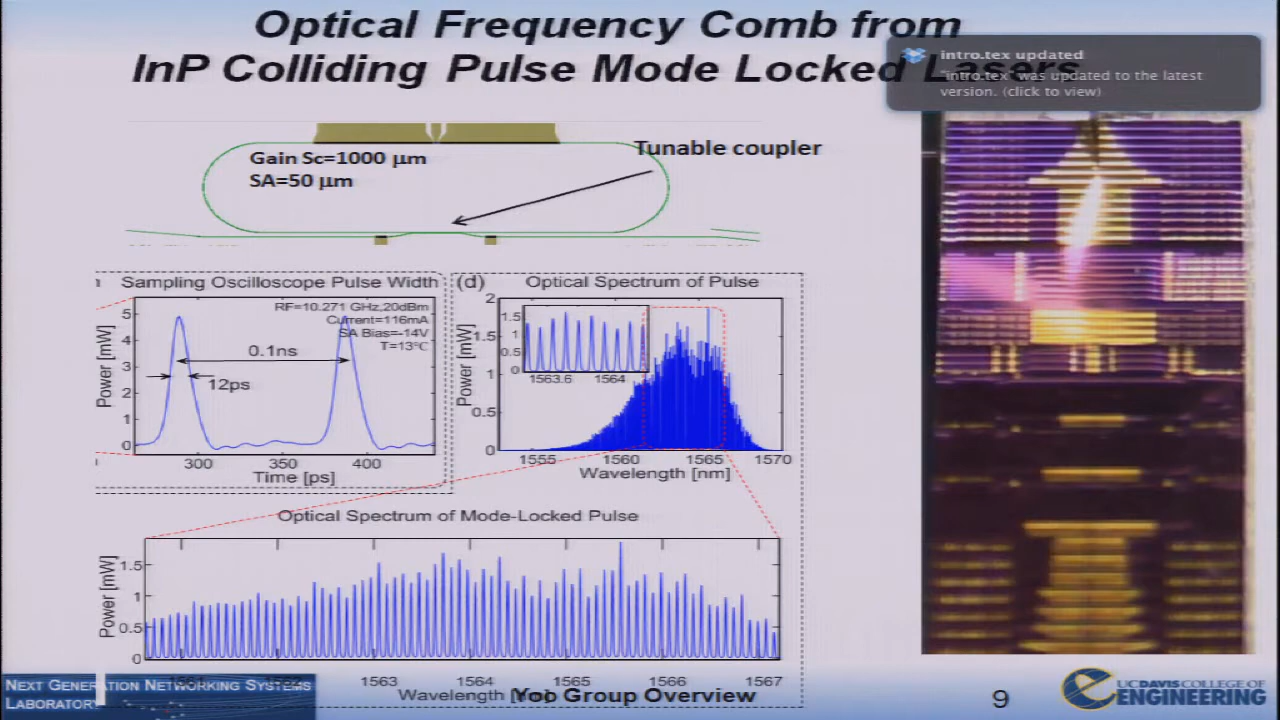 Optical Frequency Comb from
InP Colliding Pulse Mode Locked Lasers
intro.tex updated
"intro.tex" was updated to the latest
version. (click to view)
Tunable coupler
Gain Sc=1000 μm
SA=50 μm
Sampling Oscilloscope Pulse Width
RF=10.271 GHz,20dBm
Current=116mA
SA Bias=-14V
T=13°C
0.1ns
12ps
Power [mW]
5
4
3
2
1
0
300 350 400
Time [ps]
(d) Optical Spectrum of Pulse
Power [mW]
2
1.5
1
0.5
0
1.5
1
0.5
0
1563.6 1564
1555 1560 1565 1570
Wavelength [nm]
Optical Spectrum of Mode-Locked Pulse
Power [mW]
1.5
1
0.5
0
1561 1562 1563 1564 1565 1566 1567
Wavelength [nm]
Yoo Group Overview
NEXT GENERATION NETWORKING SYSTEMS
LABORATORY
9
UCDAVIS COLLEGE OF
ENGINEERING